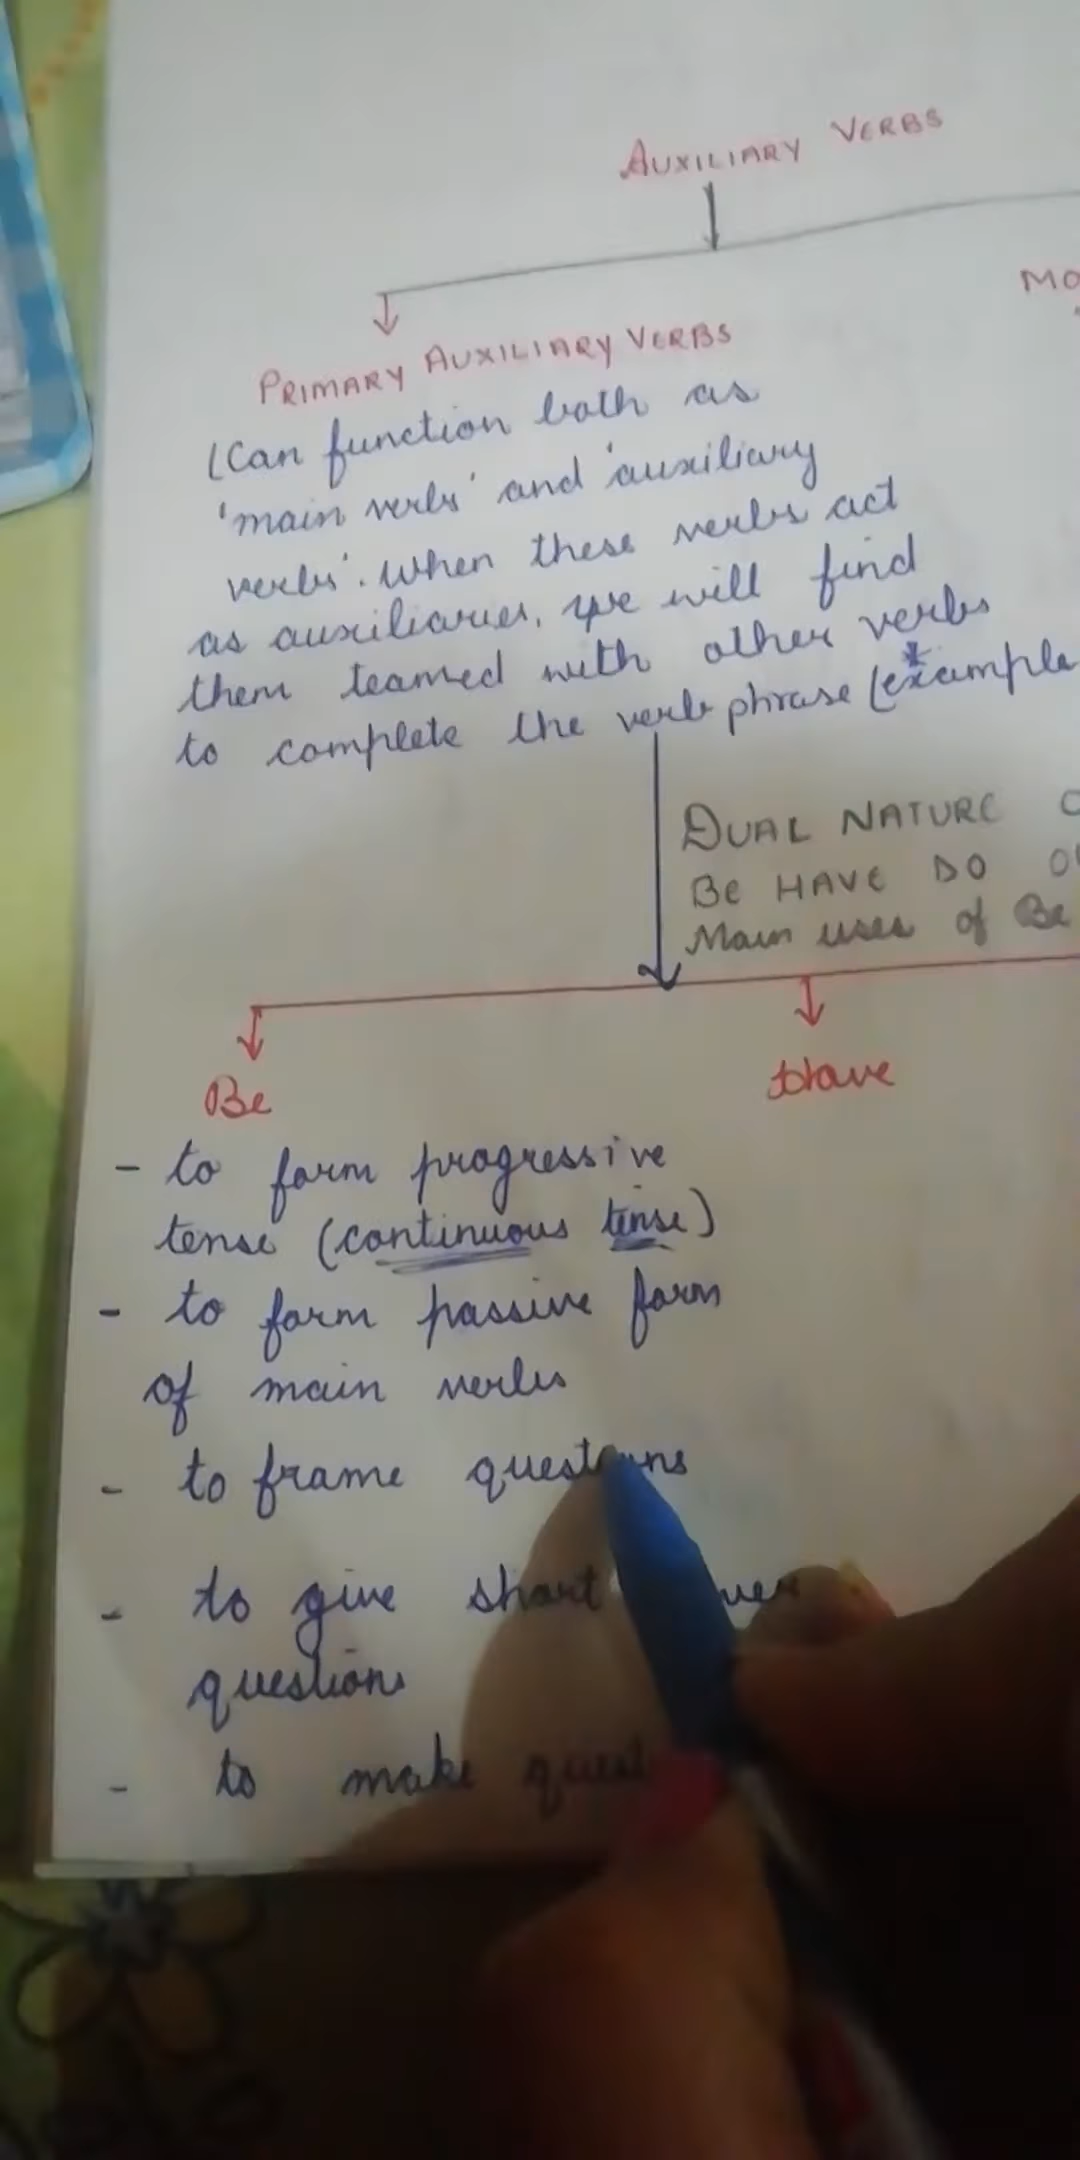 AUXILIARY VERBS
MO
PRIMARY AUXILIARY VERBS
(Can function both as
'main verbs' and 'auxiliary
verbs'. When these verbs act
as auxiliaries, we will find
them teamed with other verbs
to complete the verb phrase (example
DUAL NATURE O
BE HAVE DO
Main uses of Be
Be
Have
- to form progressive
tense (continuous tense)
- to form passive form
of main verbs
- to frame questions
- to give short
questions
- to make